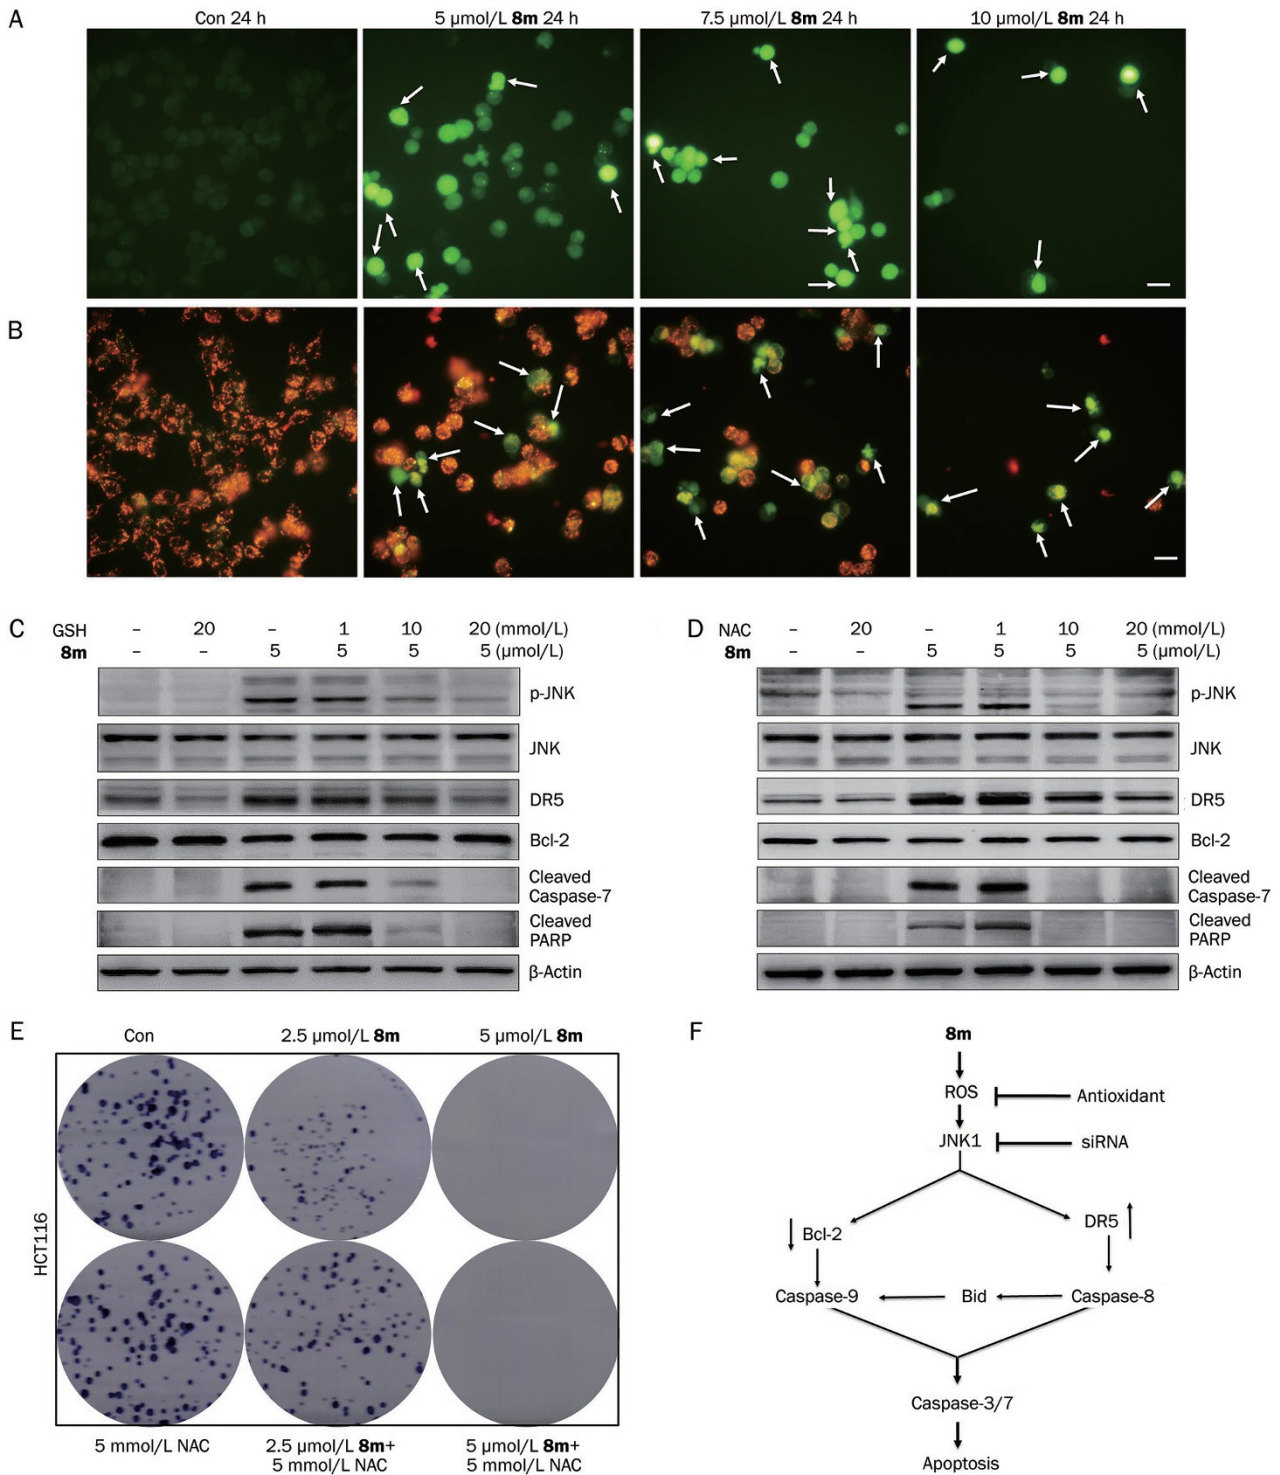 A
Con 24 h
5 µmol/L 8m 24 h
7.5 µmol/L 8m 24 h
10 µmol/L 8m 24 h
B
C
GSH – 20 – 1 10 20 (mmol/L)
8m – – 5 5 5 5 (µmol/L)
p-JNK
JNK
DR5
Bcl-2
Cleaved
Caspase-7
Cleaved
PARP
β-Actin
D
NAC – 20 – 1 10 20 (mmol/L)
8m – – 5 5 5 5 (µmol/L)
p-JNK
JNK
DR5
Bcl-2
Cleaved
Caspase-7
Cleaved
PARP
β-Actin
E
Con
2.5 µmol/L 8m
5 µmol/L 8m
HCT116
5 mmol/L NAC
2.5 µmol/L 8m+
5 mmol/L NAC
5 µmol/L 8m+
5 mmol/L NAC
F
8m
ROS
Antioxidant
JNK1
siRNA
Bcl-2
DR5
Caspase-9
Bid
Caspase-8
Caspase-3/7
Apoptosis